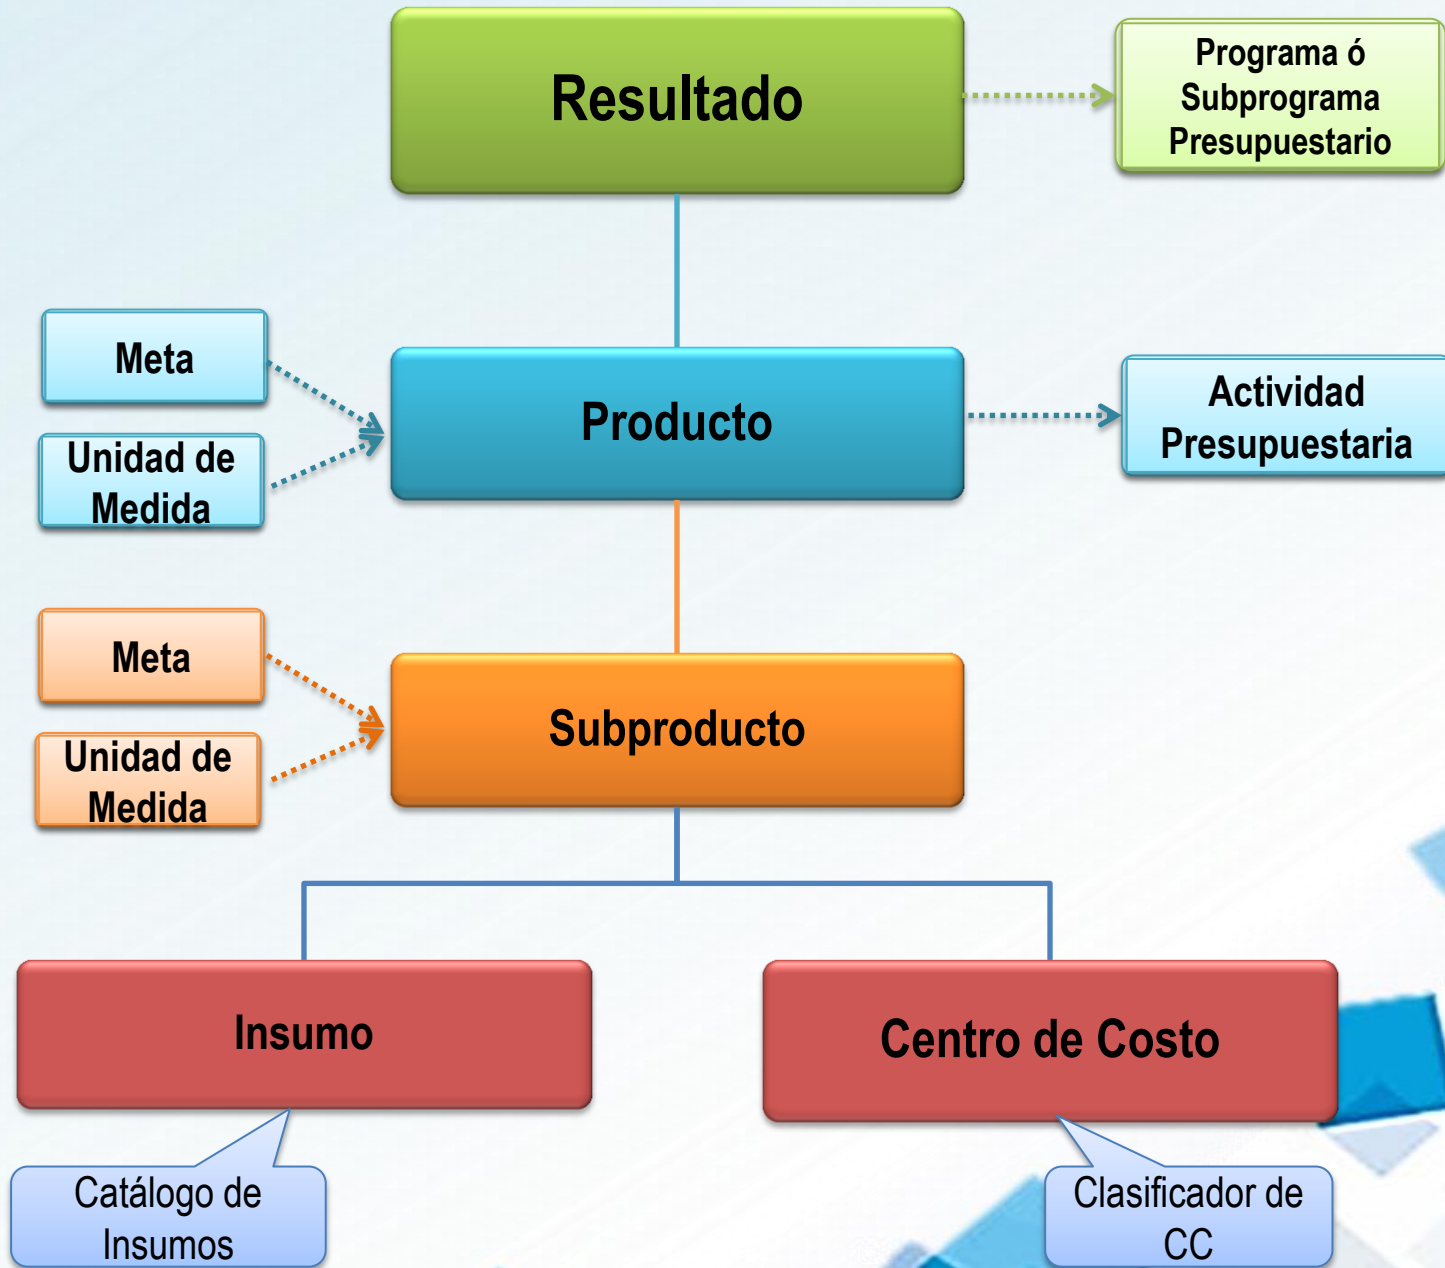 Resultado
Programa ó
Subprograma
Presupuestario
Meta
Unidad de
Medida
Producto
Actividad
Presupuestaria
Meta
Unidad de
Medida
Subproducto
Insumo
Centro de Costo
Catálogo de
Insumos
Clasificador de
CC